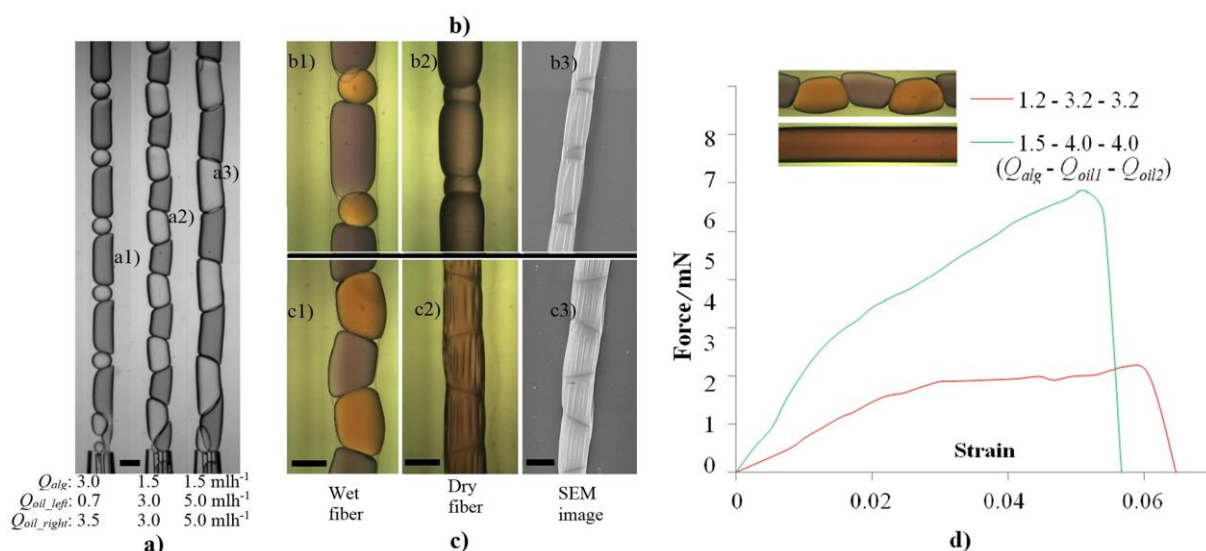 b)
a1)
a2)
a3)
Q_alg: 3.0 1.5 1.5 mlh⁻¹
Q_oil_left: 0.7 3.0 5.0 mlh⁻¹
Q_oil_right: 3.5 3.0 5.0 mlh⁻¹
a)
b1)
b2)
b3)
c1)
c2)
c3)
Wet
fiber
Dry
fiber
SEM
image
c)
1.2 - 3.2 - 3.2
1.5 - 4.0 - 4.0
(Q_alg - Q_oil1 - Q_oil2)
Force/mN
8
7
6
5
4
3
2
1
0
Strain
0
0.02
0.04
0.06
d)